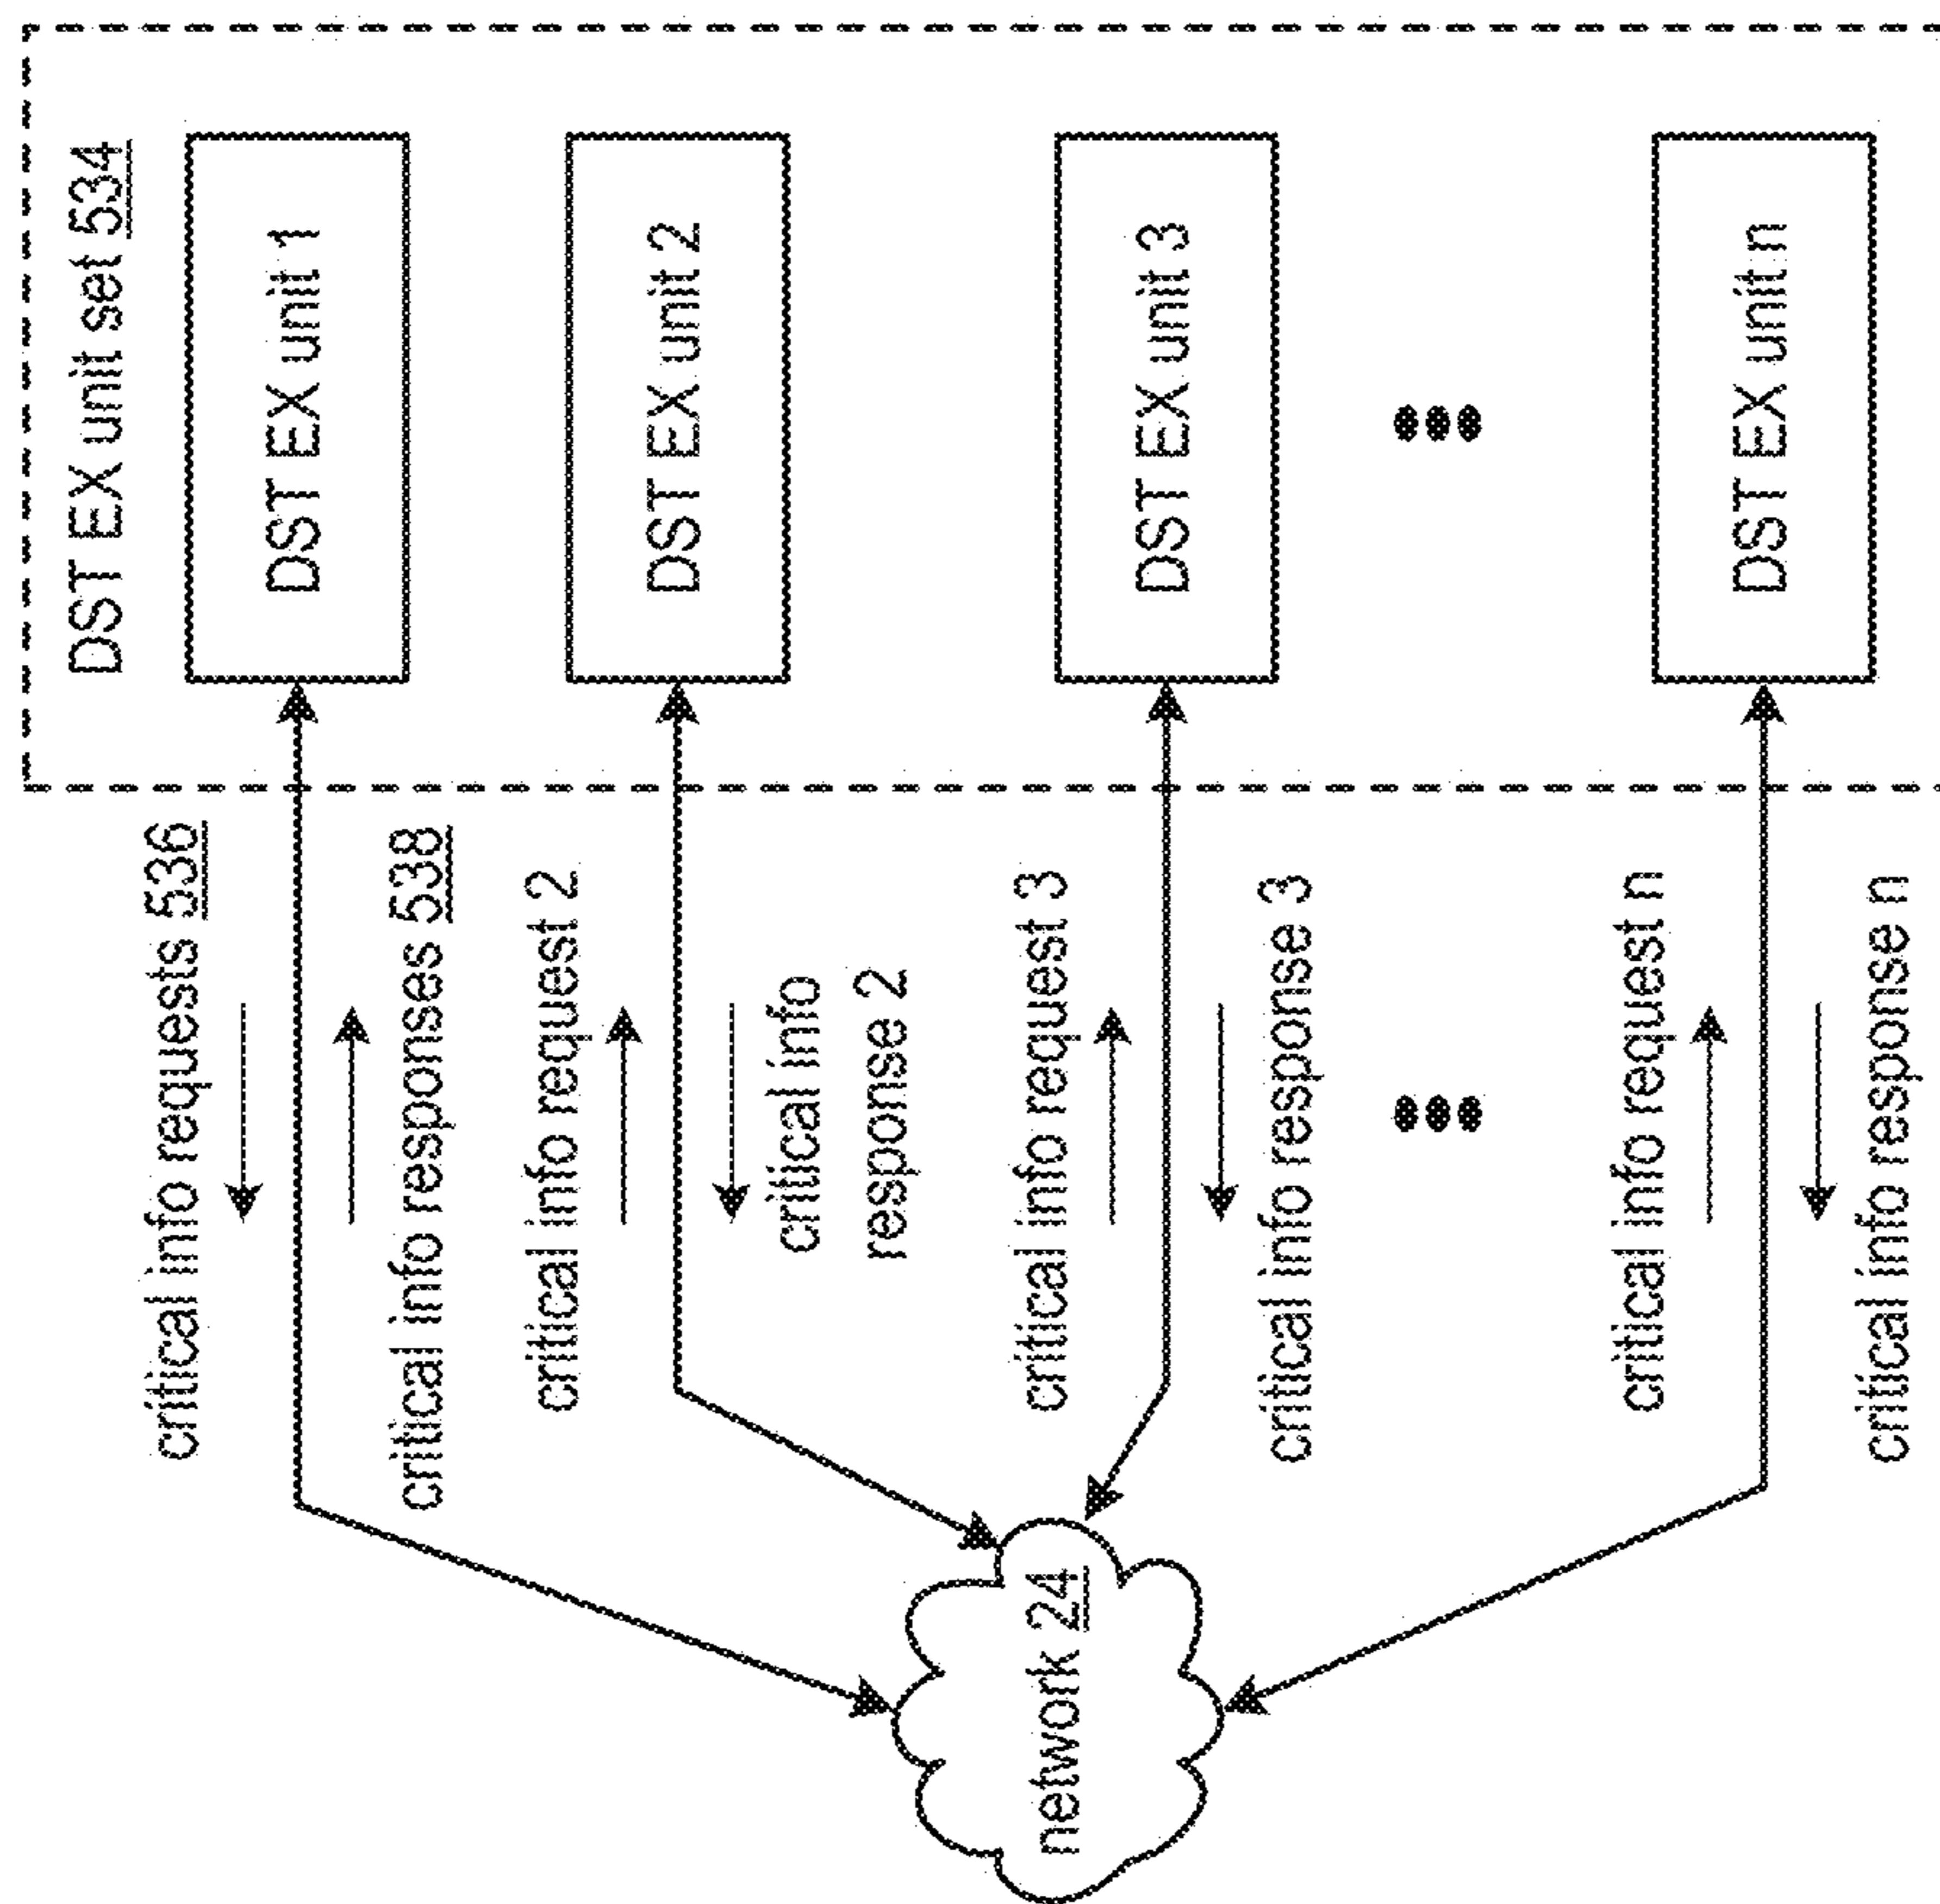 DST EX unit set 534
DST EX unit 1
critical info requests 536
critical info responses 538
DST EX unit 2
critical info request 2
critical info
response 2
DST EX unit 3
critical info request 3
critical info response 3
DST EX unit n
critical info request n
critical info response n
network 24